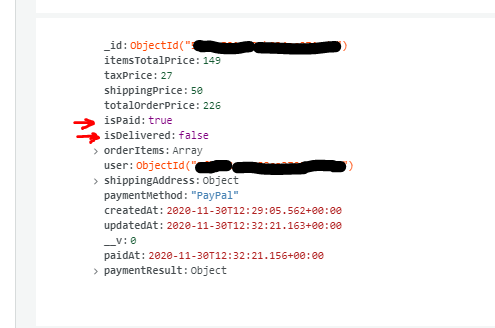 _id: ObjectId(" ")
itemsTotalPrice: 149
taxPrice: 27
shippingPrice: 50
totalOrderPrice: 226
isPaid: true
isDelivered: false
> orderItems: Array
user: ObjectId(" ")
> shippingAddress: Object
paymentMethod: "PayPal"
createdAt: 2020-11-30T12:29:05.562+00:00
updatedAt: 2020-11-30T12:32:21.163+00:00
__v: 0
paidAt: 2020-11-30T12:32:21.156+00:00
> paymentResult: Object